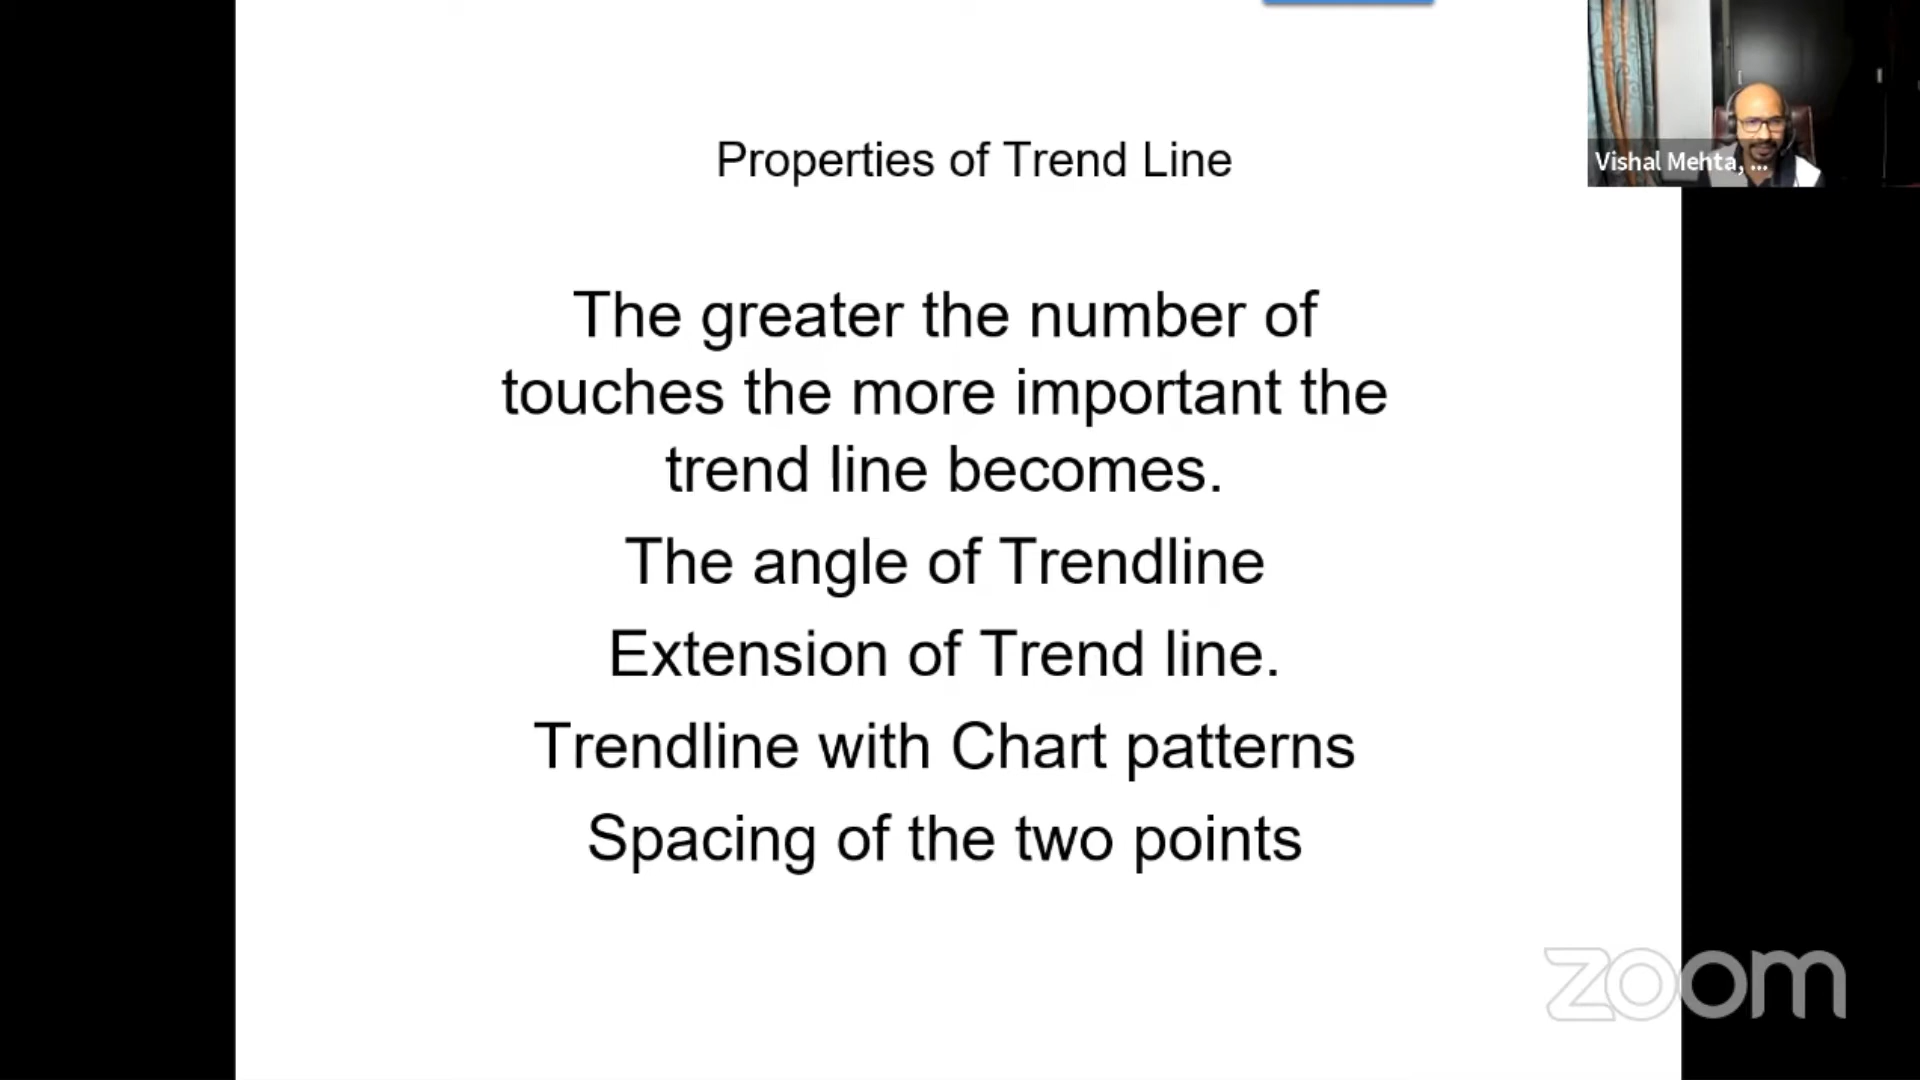 Properties of Trend Line
Vishal Mehta, ...
The greater the number of
touches the more important the
trend line becomes.
The angle of Trendline
Extension of Trend line.
Trendline with Chart patterns
Spacing of the two points
zoom